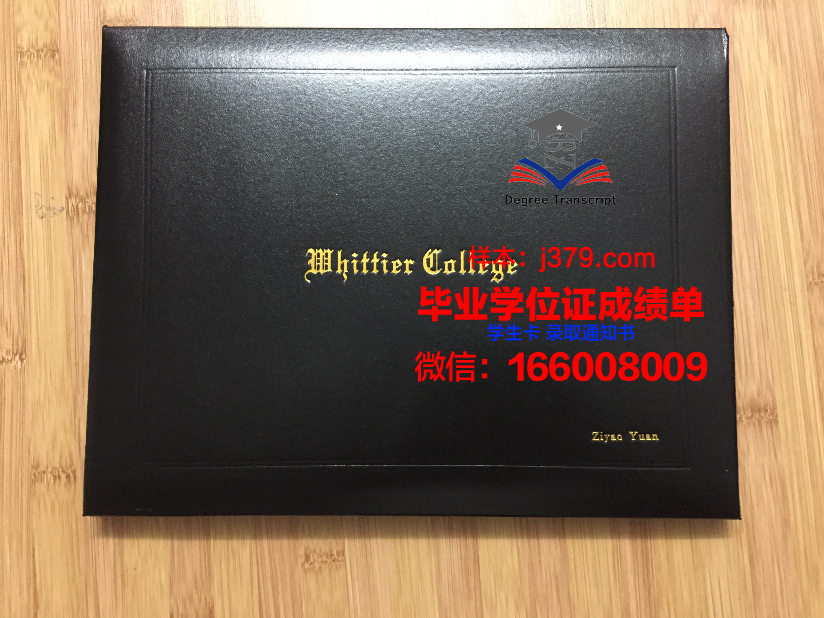 Degree Transcript
样本：j379.com
Whittier College
毕业学位证成绩单
学生卡 录取通知书
微信：166008009
Ziyao Yuan